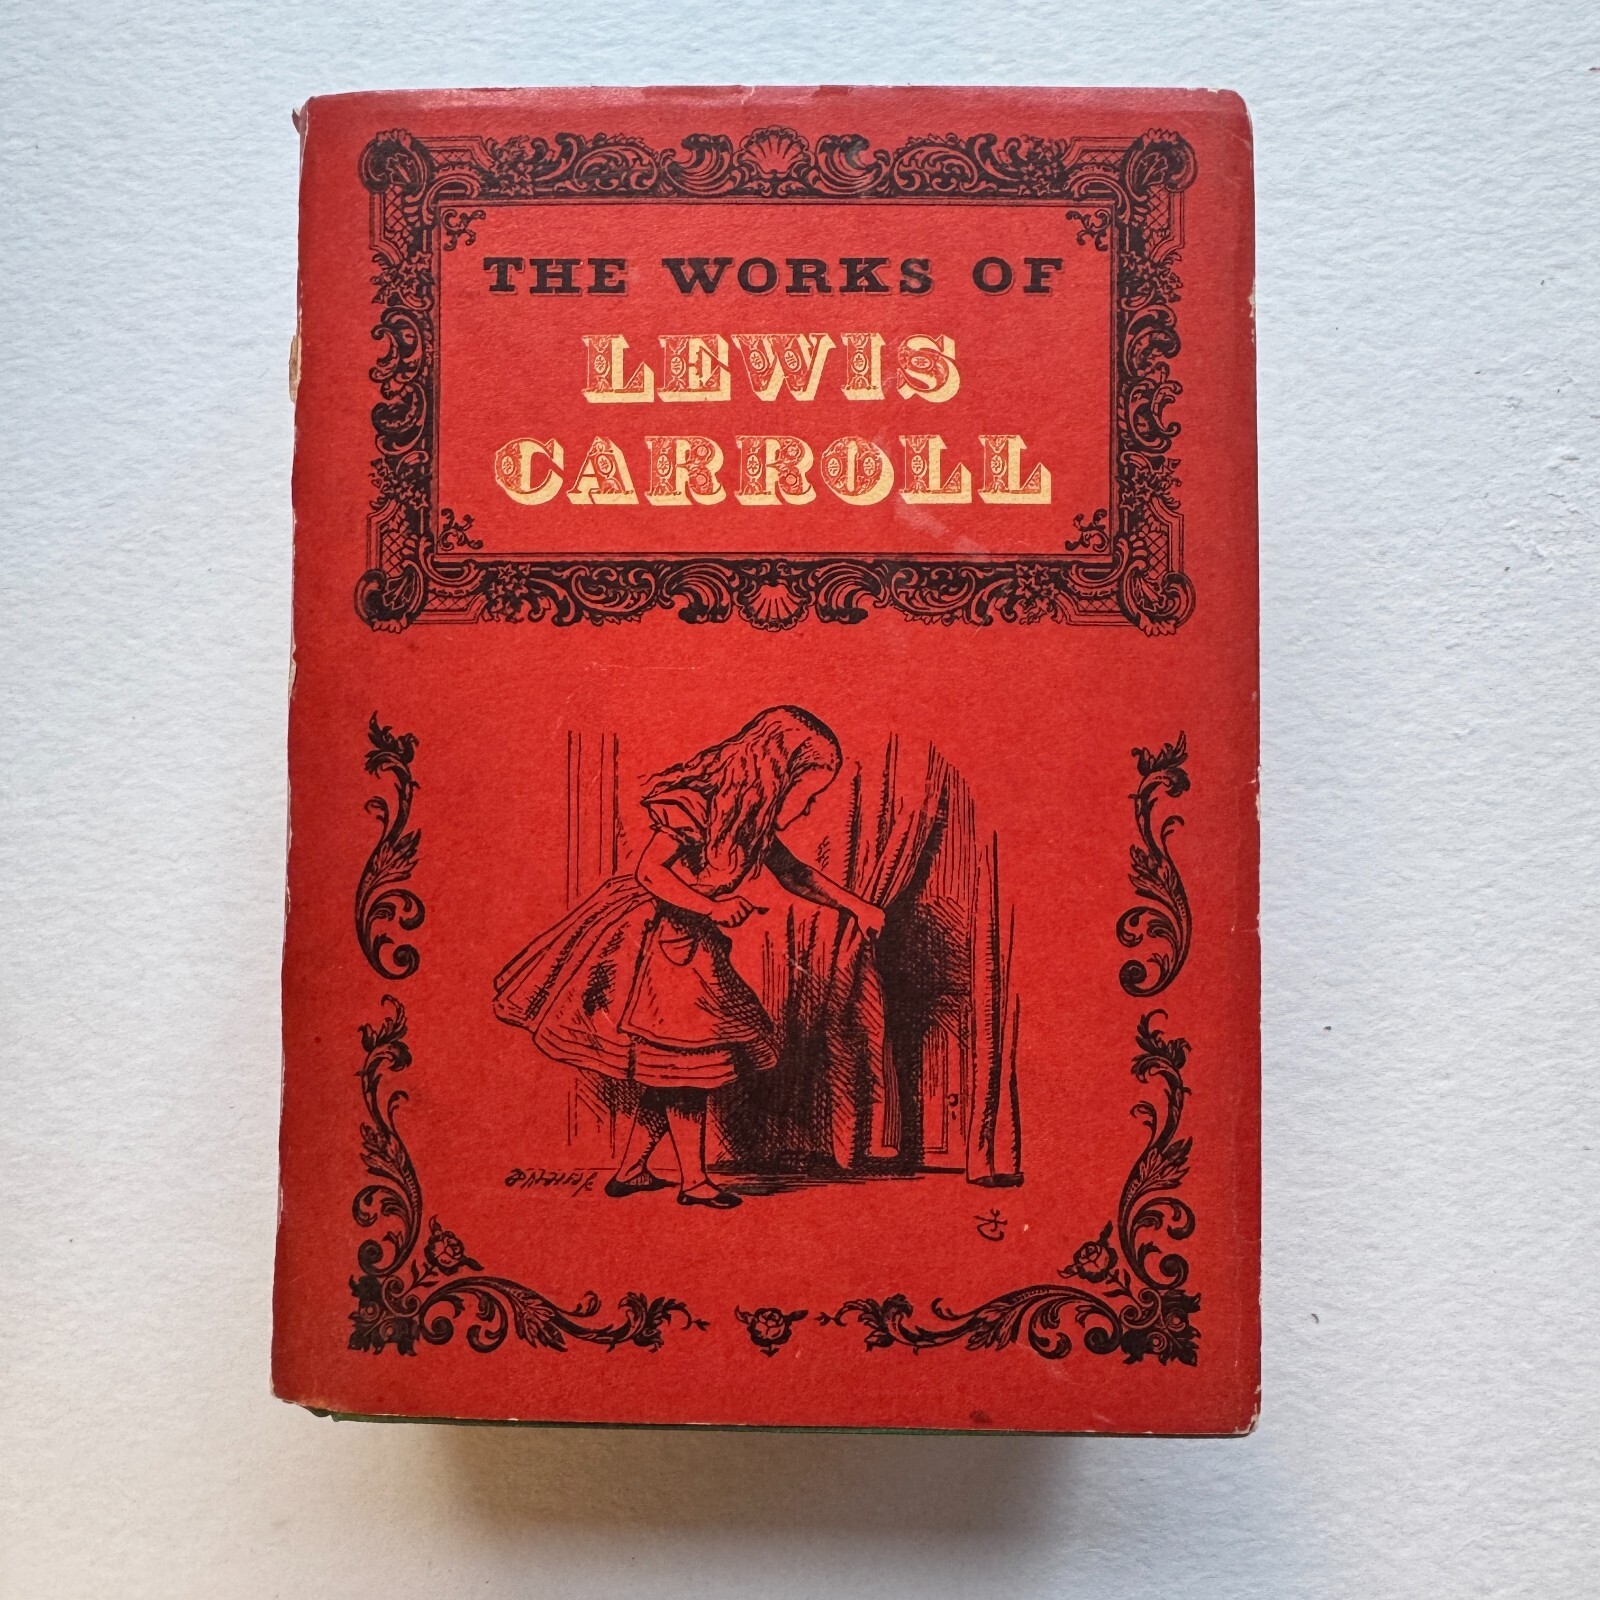 THE WORKS OF
LEWIS
CARROLL